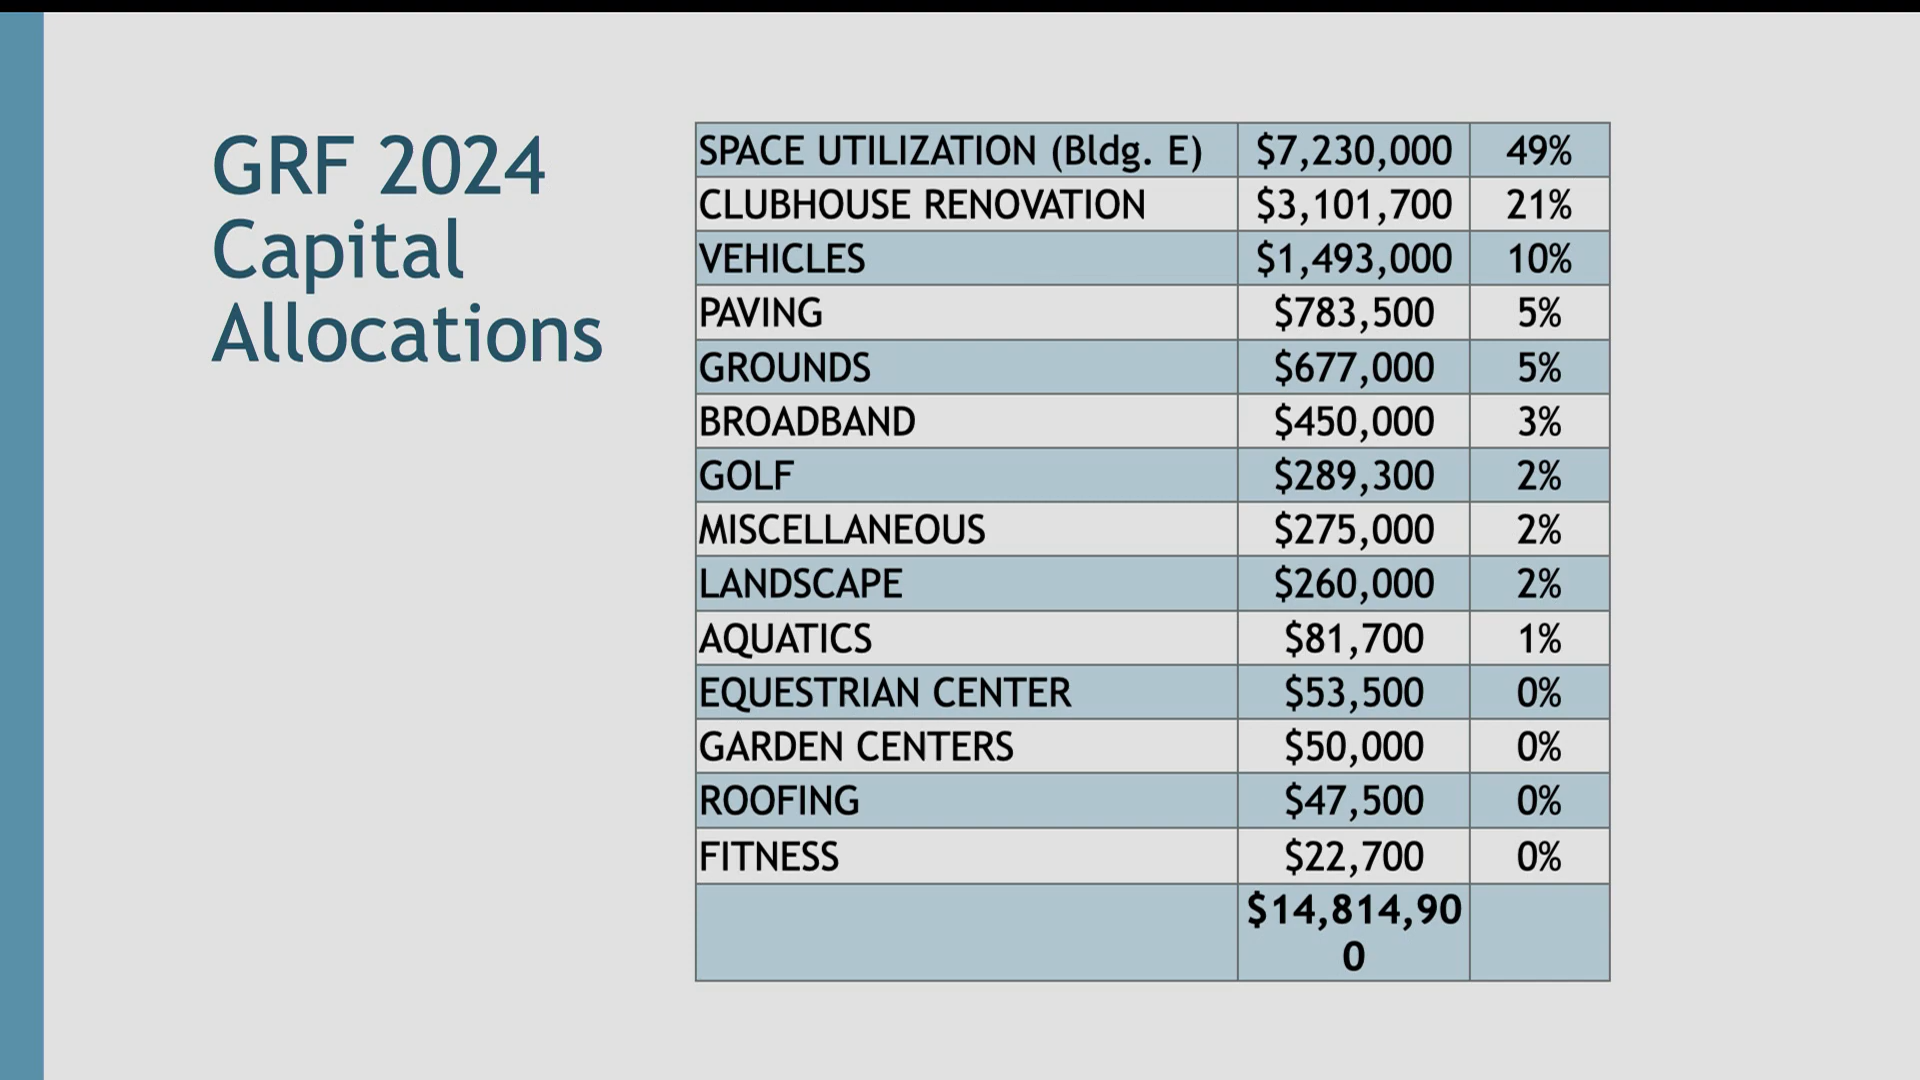 GRF 2024
Capital
Allocations
SPACE UTILIZATION (Bldg. E) $7,230,000 49%
CLUBHOUSE RENOVATION $3,101,700 21%
VEHICLES $1,493,000 10%
PAVING $783,500 5%
GROUNDS $677,000 5%
BROADBAND $450,000 3%
GOLF $289,300 2%
MISCELLANEOUS $275,000 2%
LANDSCAPE $260,000 2%
AQUATICS $81,700 1%
EQUESTRIAN CENTER $53,500 0%
GARDEN CENTERS $50,000 0%
ROOFING $47,500 0%
FITNESS $22,700 0%
$14,814,90
0